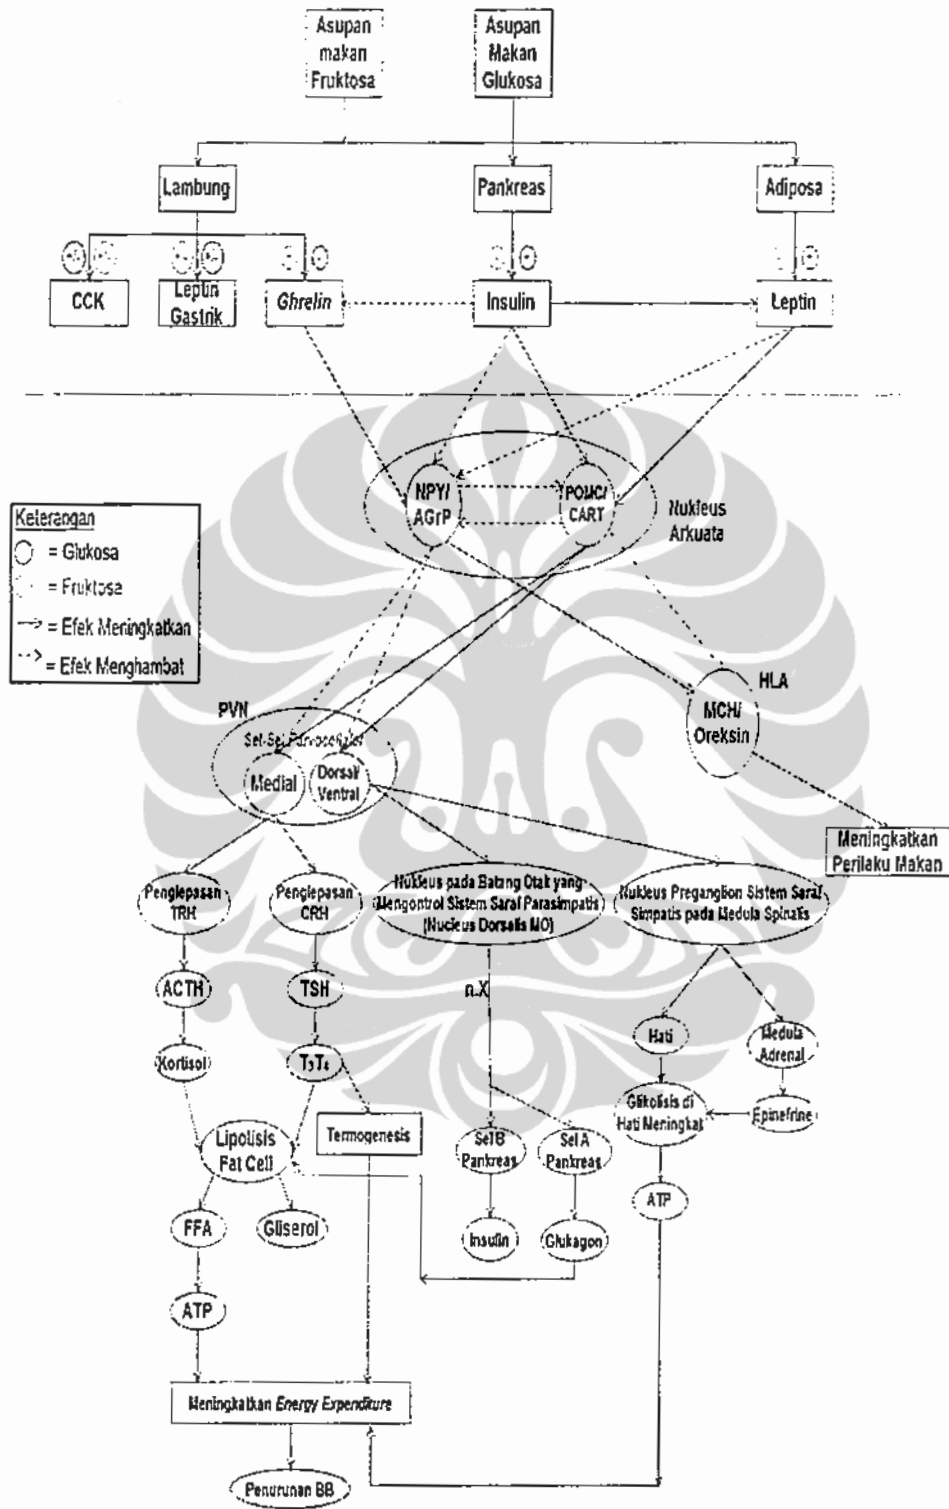 Asupan
makan
Fruktosa
Asupan
Makan
Glukosa
Lambung
Pankreas
Adiposa
CCK
Leptin
Gastrik
Ghrelin
Insulin
Leptin
NPY/
AGrP
POMC/
CART
Nukleus
Arkuata
Keterangan
= Glukosa
= Fruktosa
= Efek Meningkatkan
= Efek Menghambat
HLA
MCH/
Oreksin
PVN
Sel-Sel Parvocelluler
Medial
Dorsal/
Ventral
Meningkatkan
Perilaku Makan
Penglepasan
TRH
Penglepasan
CRH
Nukleus pada Batang Otak yang
Mengontrol Sistem Saraf Parasimpatis
(Nucleus Dorsalis MO)
Nukleus Preganglion Sistem Saraf
Simpatis pada Medula Spinalis
ACTH
TSH
n.X
Kortisol
T3T4
Hati
Medula
Adrenal
Glikolisis di
Hati Meningkat
Epinefrine
Lipolisis
Fat Cell
Termogenesis
Sel B
Pankreas
Sel A
Pankreas
ATP
FFA
Gliserol
Insulin
Glukagon
ATP
Meningkatkan Energy Expenditure
Penurunan BB